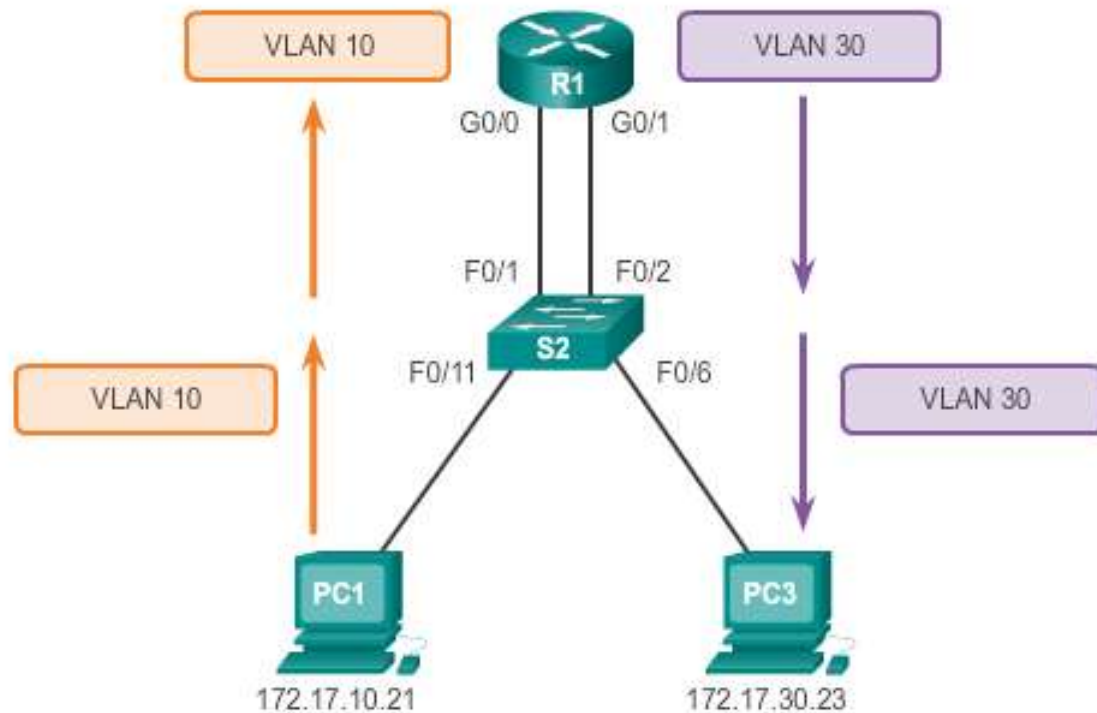 VLAN 10
R1
VLAN 30
G0/0
G0/1
F0/1
F0/2
S2
F0/11
F0/6
VLAN 10
VLAN 30
PC1
PC3
172.17.10.21
172.17.30.23